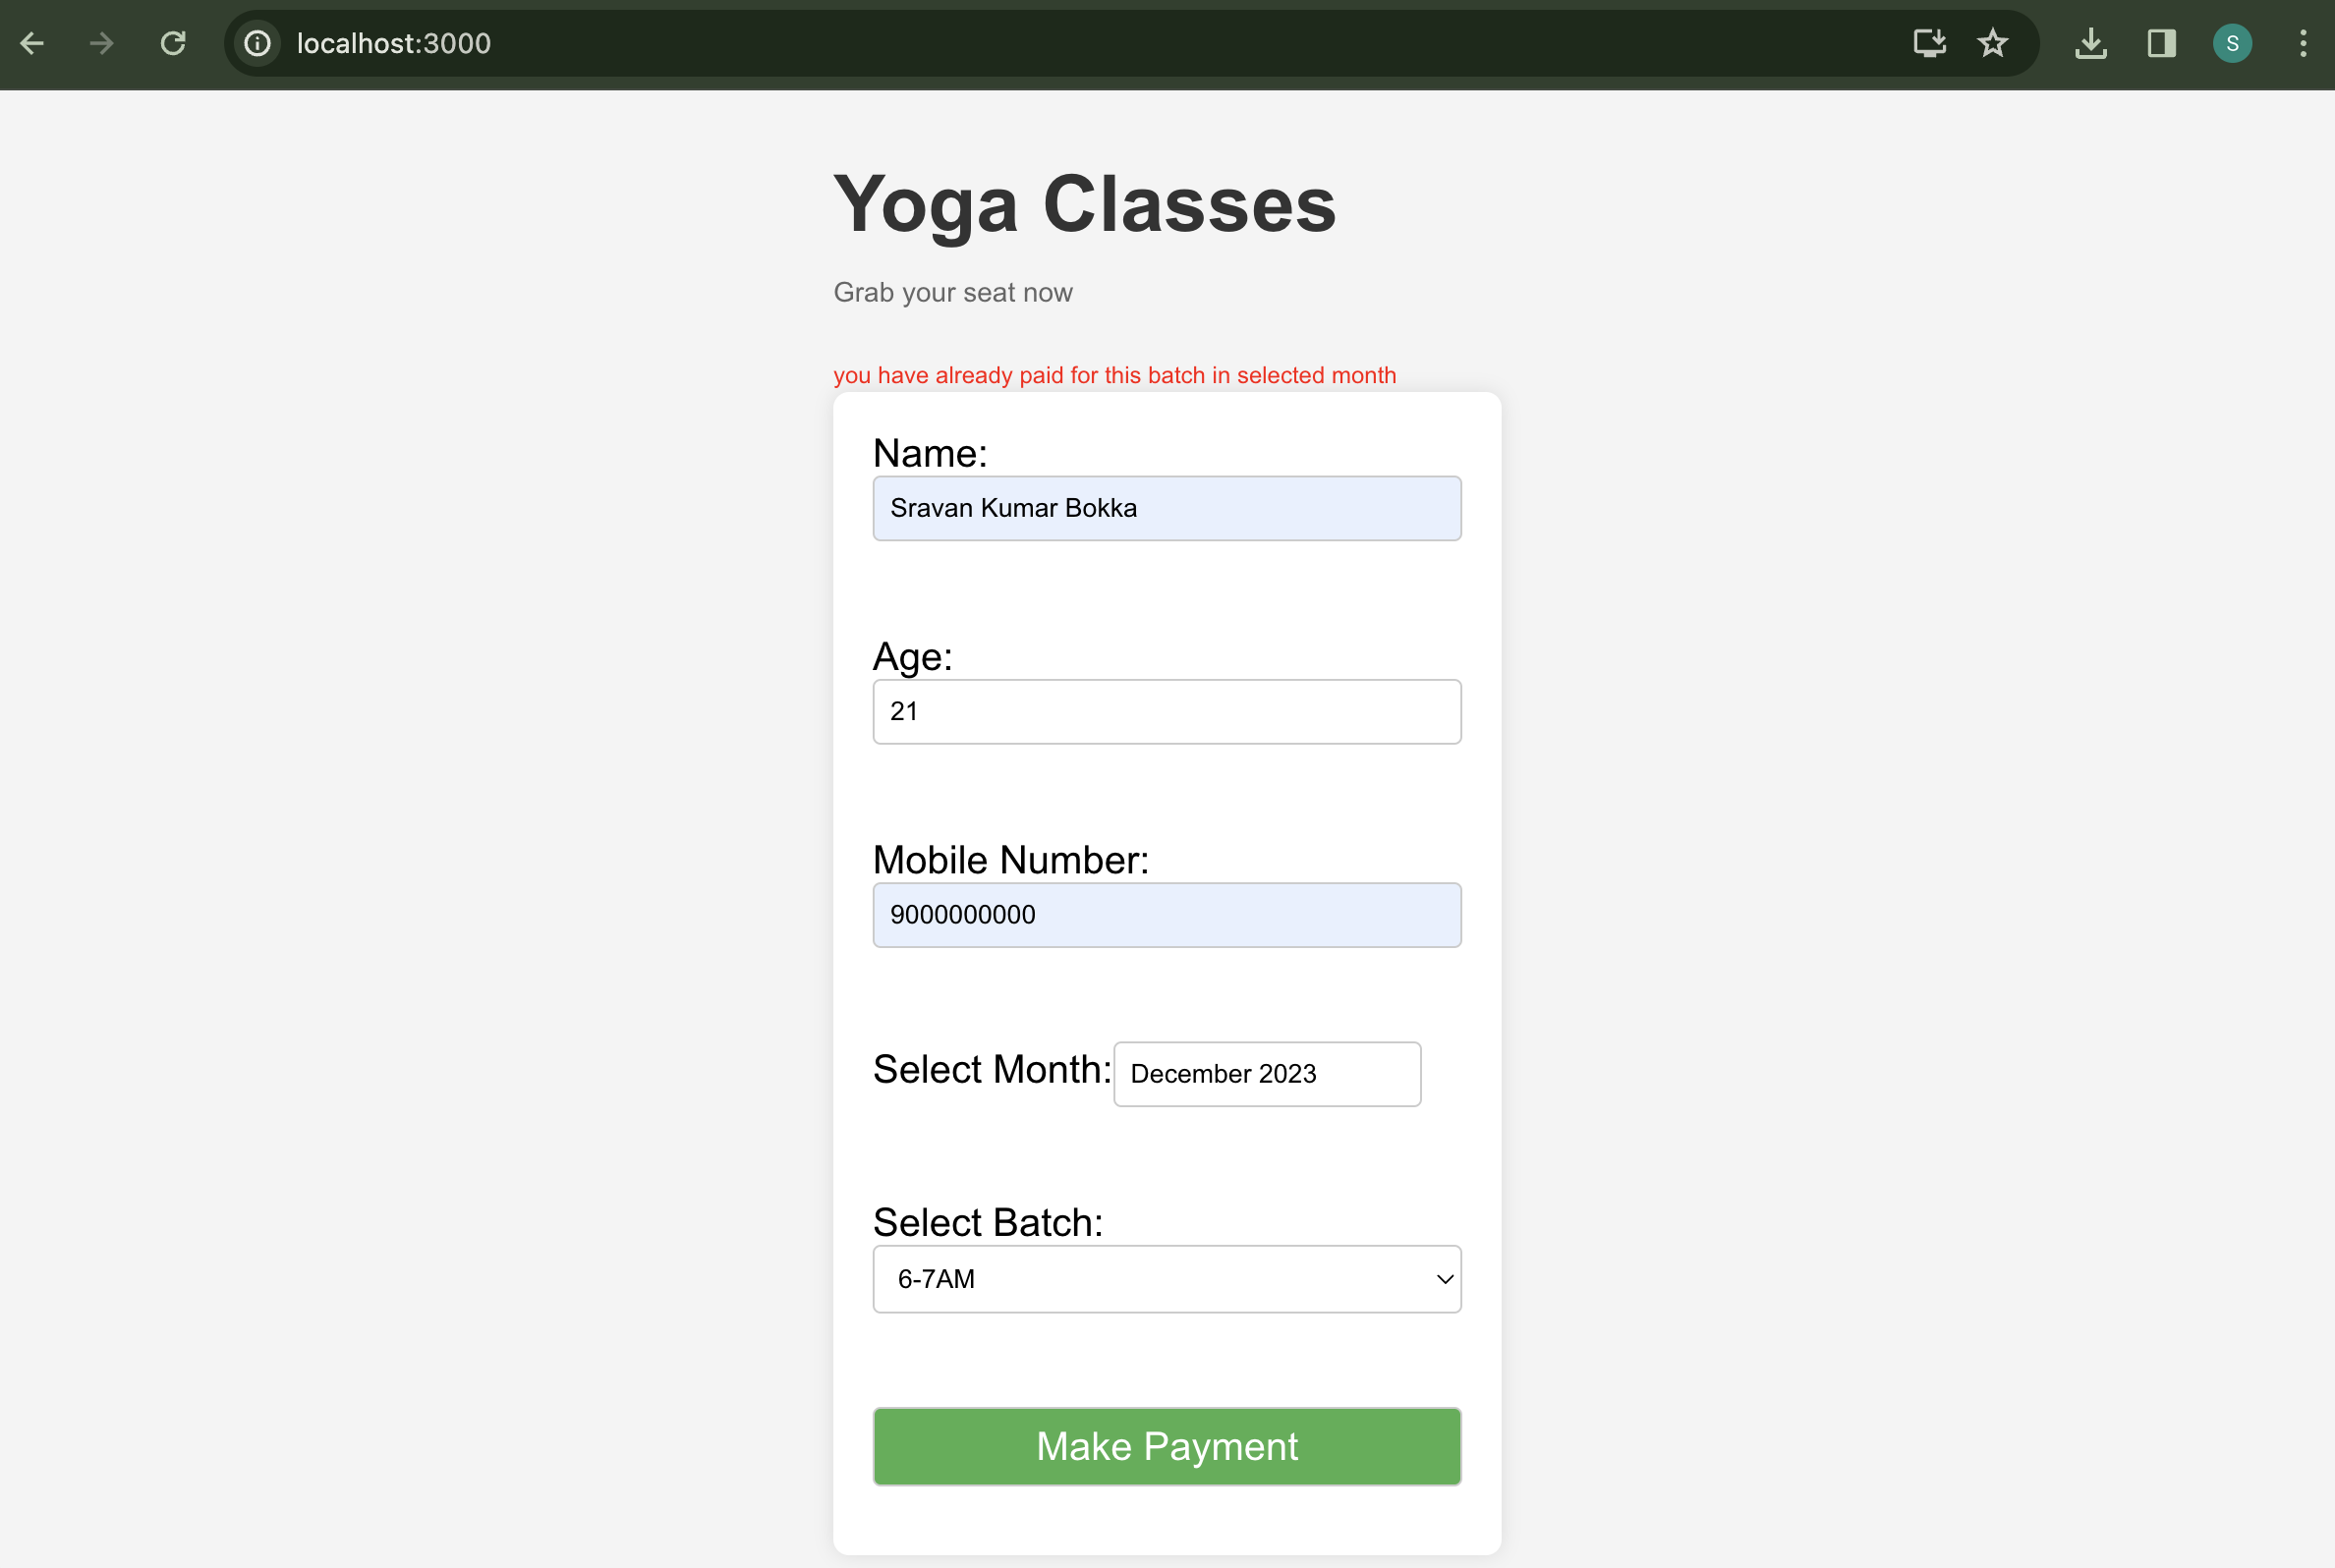 localhost:3000
S
Yoga Classes
Grab your seat now
you have already paid for this batch in selected month
Name:
Sravan Kumar Bokka
Age:
21
Mobile Number:
9000000000
Select Month: December 2023
Select Batch:
6-7AM
Make Payment